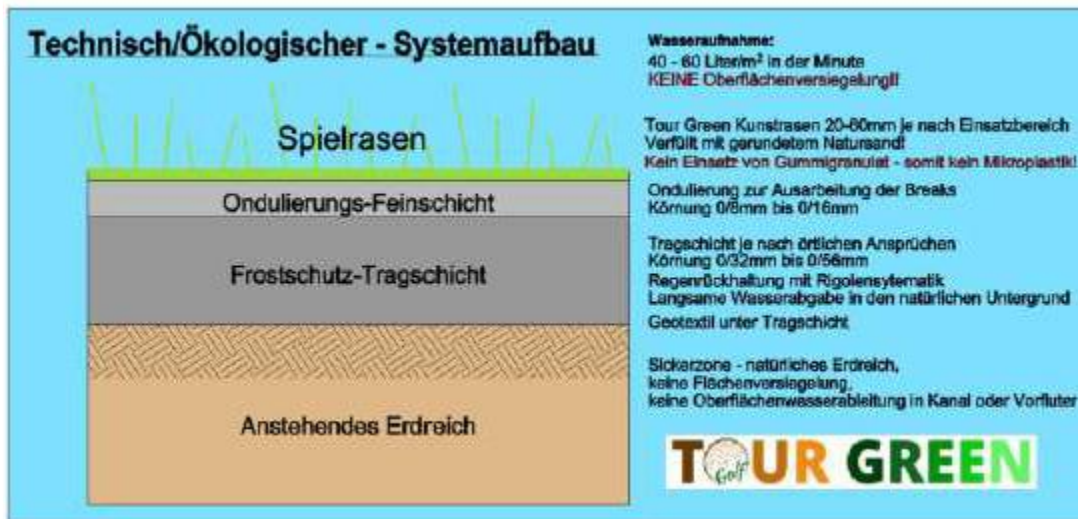 Technisch/Ökologischer - Systemaufbau
Spielrasen
Ondulierungs-Feinschicht
Frostschutz-Tragschicht
Anstehendes Erdreich
Wasseraufnahme:
40 - 60 Liter/m² in der Minute
KEINE Oberflächenversiegelung!!
Tour Green Kunstrasen 20-60mm je nach Einsatzbereich
Verfüllt mit gerundetem Natursand!
Kein Einsatz von Gummigranulat - somit kein Mikroplastik!
Ondulierung zur Ausarbeitung der Breaks
Körnung 0/8mm bis 0/16mm
Tragschicht je nach örtlichen Ansprüchen
Körnung 0/32mm bis 0/56mm
Regenrückhaltung mit Rigolensytematik
Langsame Wasserabgabe in den natürlichen Untergrund
Geotextil unter Tragschicht
Sickerzone - natürliches Erdreich,
keine Flächenversiegelung,
keine Oberflächenwasserableitung in Kanal oder Vorfluter
TOUR GREEN
Golf